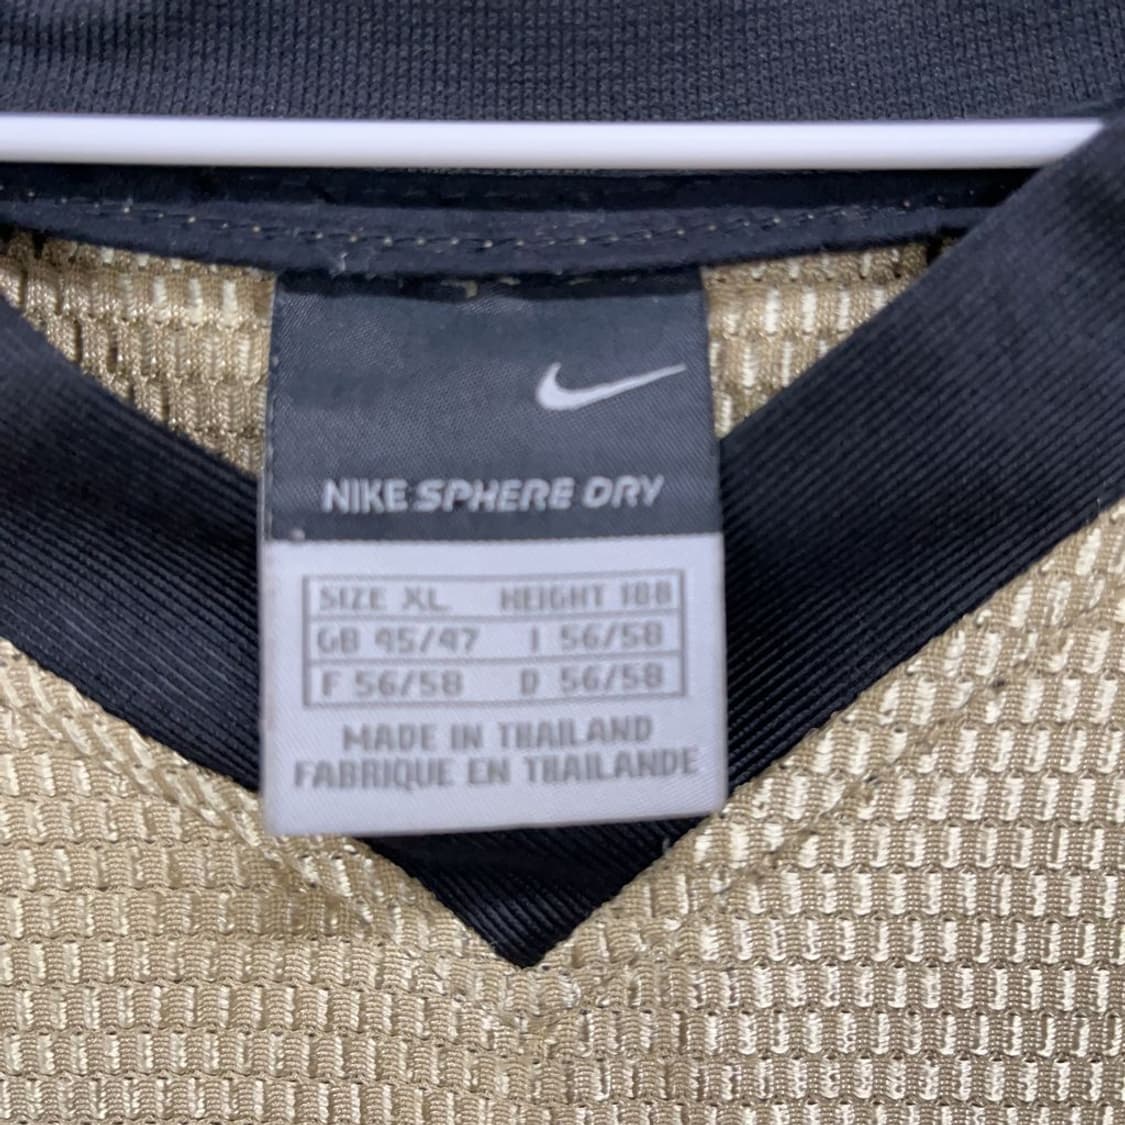 NIKE SPHERE DRY
SIZE XL HEIGHT 188
GB 45/47 I 56/58
F 56/58 D 56/58
MADE IN THAILAND
FABRIQUE EN THAILANDE